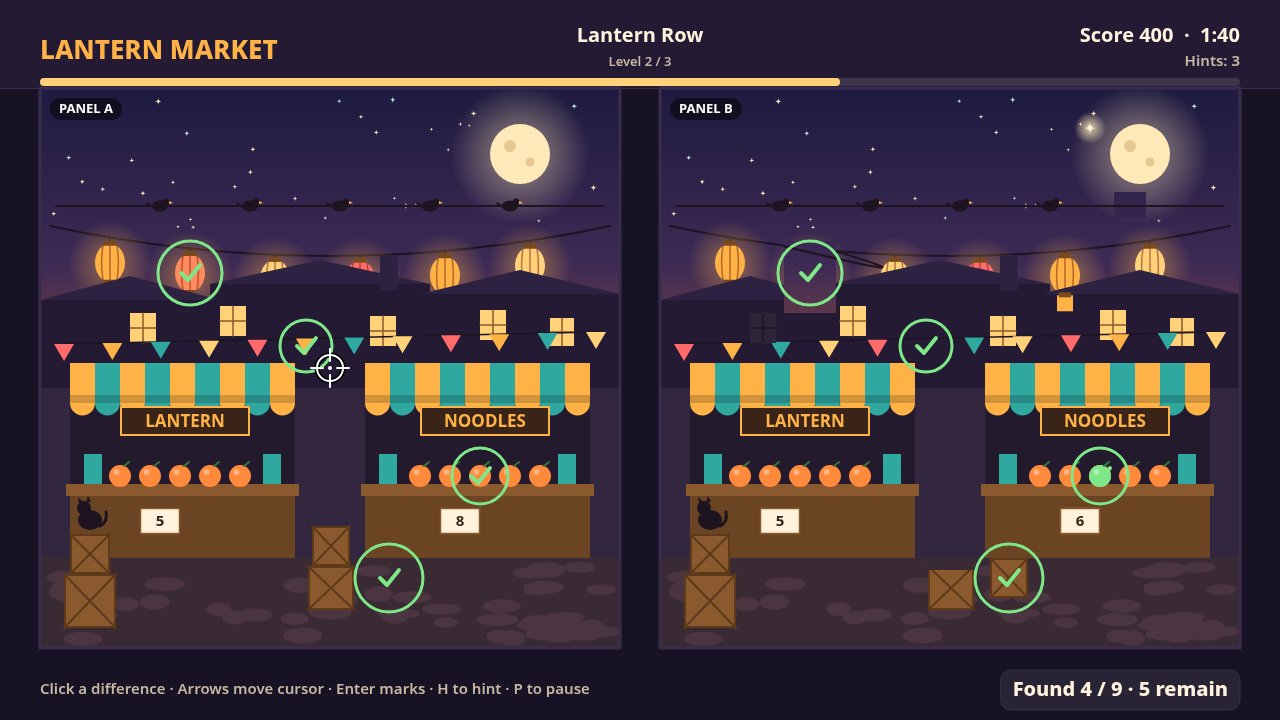 LANTERN MARKET
Lantern Row
Level 2 / 3
Score 400 · 1:40
Hints: 3
PANEL A
PANEL B
LANTERN
NOODLES
LANTERN
NOODLES
5
8
5
6
Click a difference · Arrows move cursor · Enter marks · H to hint · P to pause
Found 4 / 9 · 5 remain